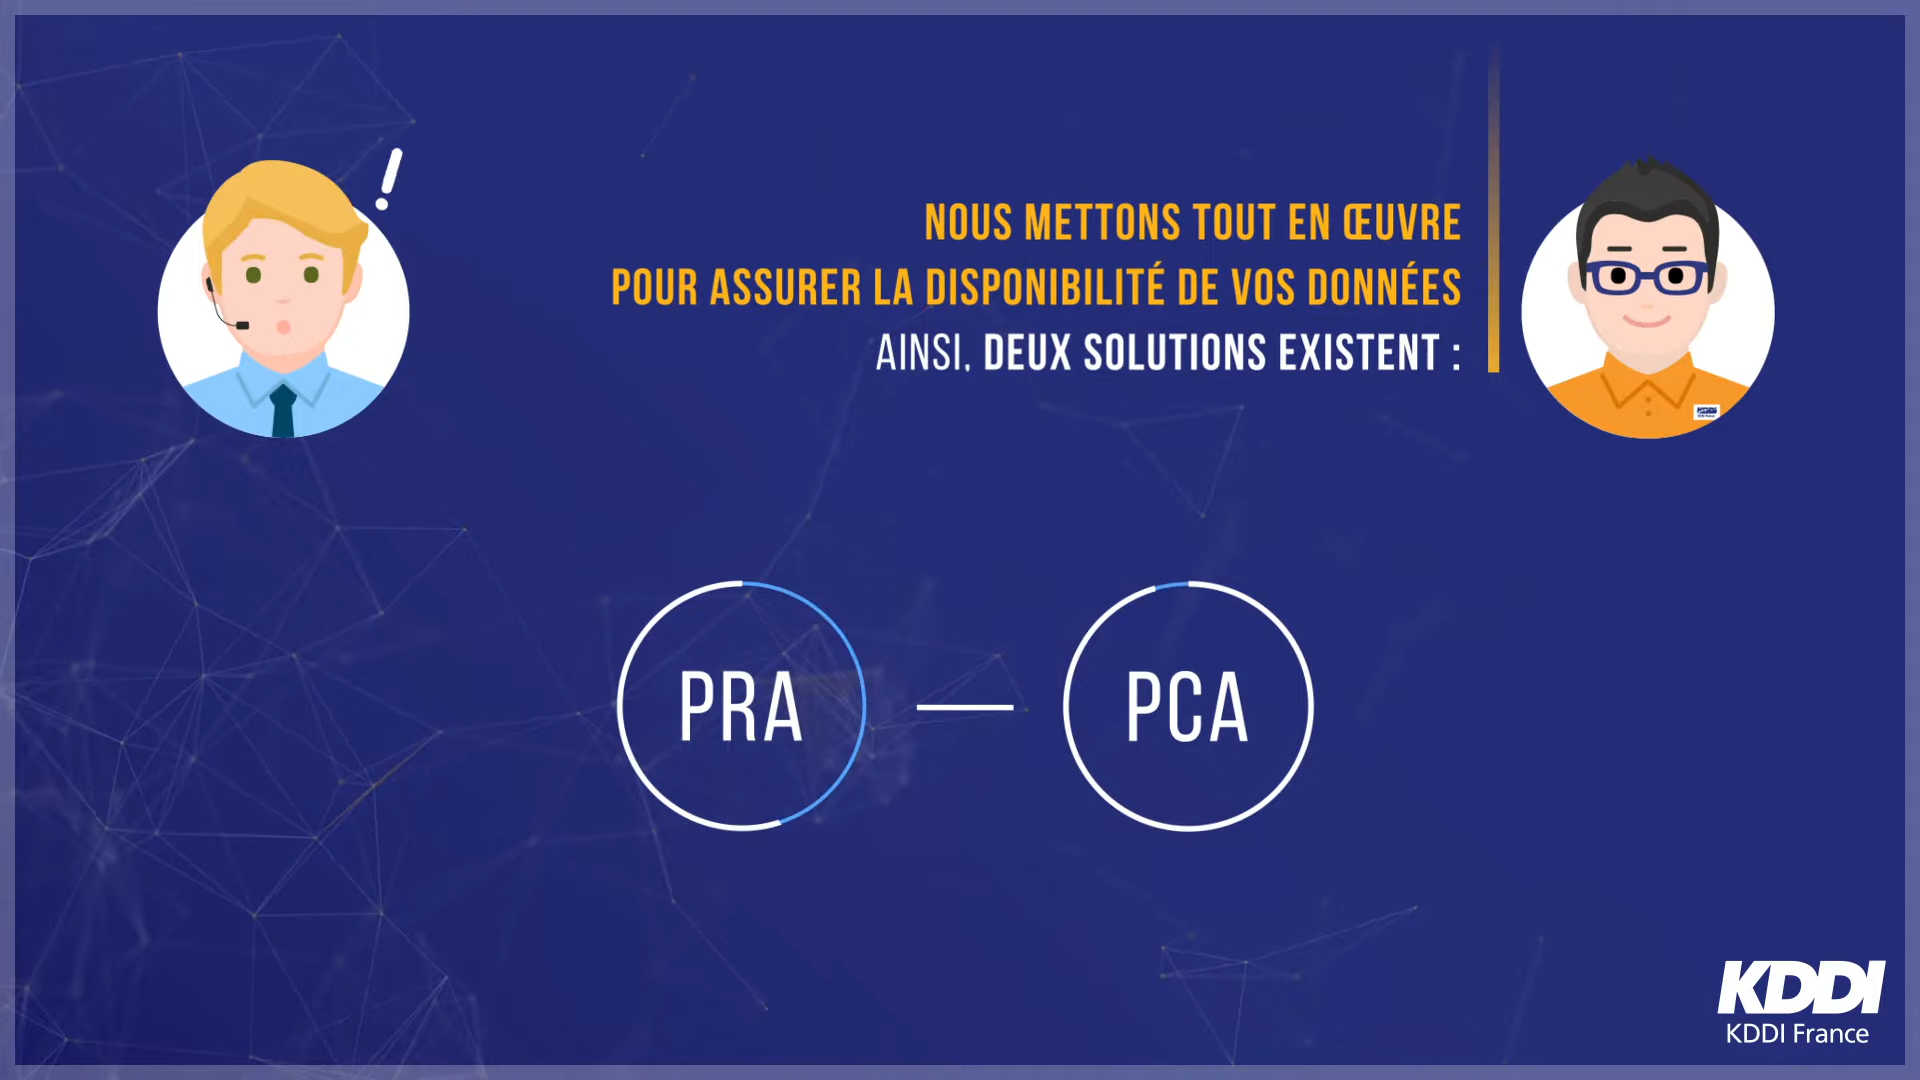 NOUS METTONS TOUT EN ŒUVRE
POUR ASSURER LA DISPONIBILITÉ DE VOS DONNÉES
AINSI, DEUX SOLUTIONS EXISTENT :
PRA
PCA
KDDI
KDDI France